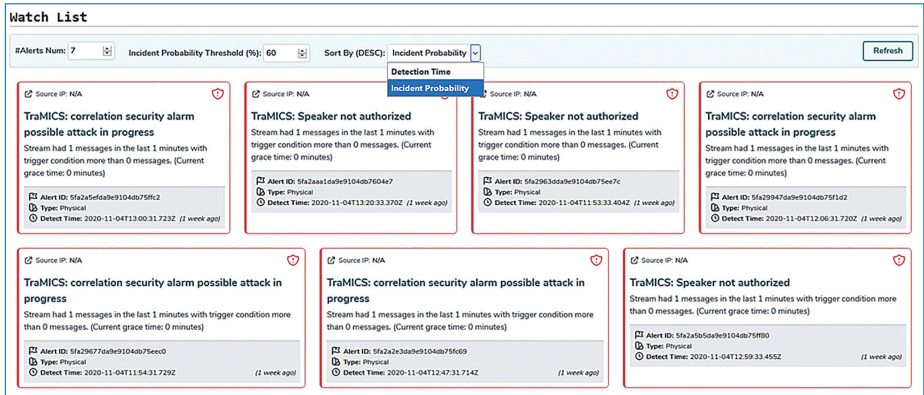 Watch List
#Alerts Num: 7 Incident Probability Threshold (%): 60 Sort By (DESC): Incident Probability Refresh
Detection Time
Incident Probability
Source IP: N/A
TraMICS: correlation security alarm
possible attack in progress
Stream had 1 messages in the last 1 minutes with
trigger condition more than 0 messages. (Current
grace time: 0 minutes)
Alert ID: 5fa2a5efda9e9104db75ffc2
Type: Physical
Detect Time: 2020-11-04T13:00:31.723Z (1 week ago)
Source IP: N/A
TraMICS: Speaker not authorized
Stream had 1 messages in the last 1 minutes with
trigger condition more than 0 messages. (Current
grace time: 0 minutes)
Alert ID: 5fa2aaa1da9e9104db7604e7
Type: Physical
Detect Time: 2020-11-04T13:20:33.370Z (1 week ago)
Source IP: N/A
TraMICS: Speaker not authorized
Stream had 1 messages in the last 1 minutes with
trigger condition more than 0 messages. (Current
grace time: 0 minutes)
Alert ID: 5fa2963dda9e9104db75ee7c
Type: Physical
Detect Time: 2020-11-04T11:53:33.404Z (1 week ago)
Source IP: N/A
TraMICS: correlation security alarm
possible attack in progress
Stream had 1 messages in the last 1 minutes with
trigger condition more than 0 messages. (Current
grace time: 0 minutes)
Alert ID: 5fa29947da9e9104db75f1d2
Type: Physical
Detect Time: 2020-11-04T12:06:31.720Z (1 week ago)
Source IP: N/A
TraMICS: correlation security alarm possible attack in
progress
Stream had 1 messages in the last 1 minutes with trigger condition more
than 0 messages. (Current grace time: 0 minutes)
Alert ID: 5fa29677da9e9104db75eec0
Type: Physical
Detect Time: 2020-11-04T11:54:31.729Z (1 week ago)
Source IP: N/A
TraMICS: correlation security alarm possible attack in
progress
Stream had 1 messages in the last 1 minutes with trigger condition more
than 0 messages. (Current grace time: 0 minutes)
Alert ID: 5fa2a2e3da9e9104db75fc69
Type: Physical
Detect Time: 2020-11-04T12:47:31.714Z (1 week ago)
Source IP: N/A
TraMICS: Speaker not authorized
Stream had 1 messages in the last 1 minutes with trigger condition more
than 0 messages. (Current grace time: 0 minutes)
Alert ID: 5fa2a5b5da9e9104db75ff80
Type: Physical
Detect Time: 2020-11-04T12:59:33.455Z (1 week ago)